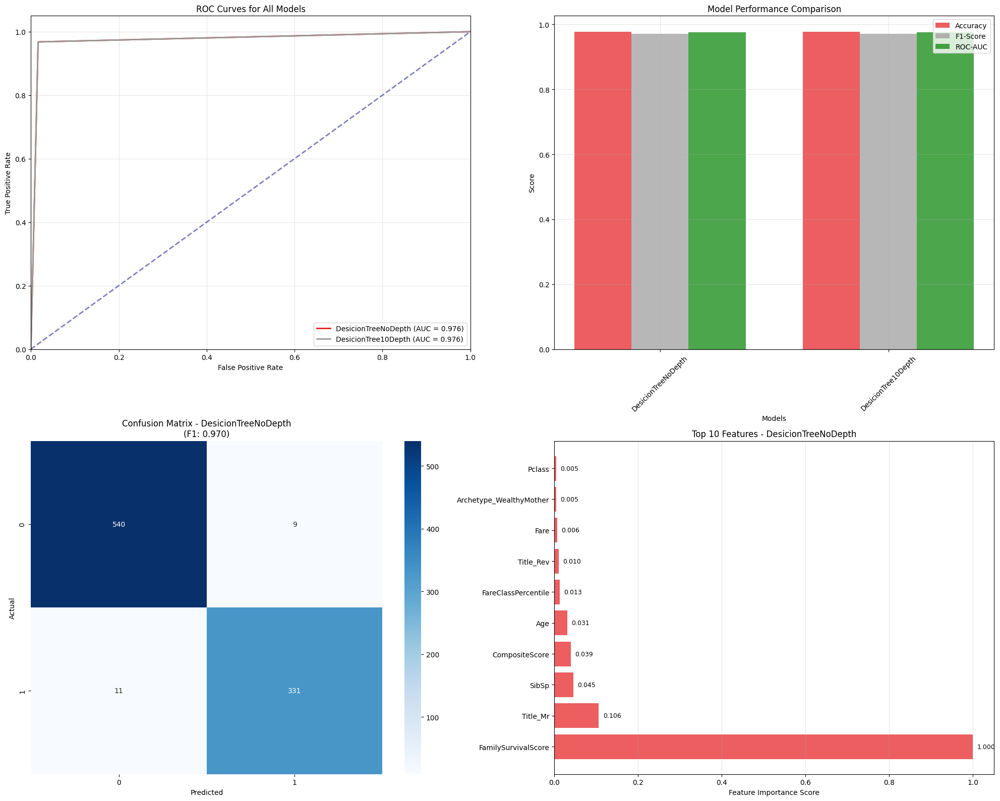 ROC Curves for All Models
1.0
0.8
0.6
0.4
0.2
0.0
True Positive Rate
0.0
0.2
0.4
0.6
0.8
1.0
False Positive Rate
DesicionTreeNoDepth (AUC = 0.976)
DesicionTree10Depth (AUC = 0.976)
Model Performance Comparison
1.0
0.8
0.6
0.4
0.2
0.0
Score
Accuracy
F1-Score
ROC-AUC
DesicionTreeNoDepth
DesicionTree10Depth
Models
Confusion Matrix - DesicionTreeNoDepth
(F1: 0.970)
Actual
0
1
540
9
11
331
0
1
Predicted
500
400
300
200
100
Top 10 Features - DesicionTreeNoDepth
Pclass
0.005
Archetype_WealthyMother
0.005
Fare
0.006
Title_Rev
0.010
FareClassPercentile
0.013
Age
0.031
CompositeScore
0.039
SibSp
0.045
Title_Mr
0.106
FamilySurvivalScore
1.000
0.0
0.2
0.4
0.6
0.8
1.0
Feature Importance Score